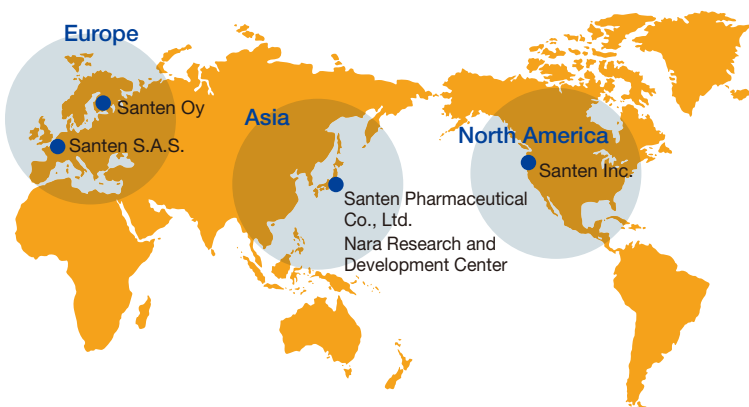 Europe
Santen Oy
Santen S.A.S.
Asia
Santen Pharmaceutical
Co., Ltd.
Nara Research and
Development Center
North America
Santen Inc.